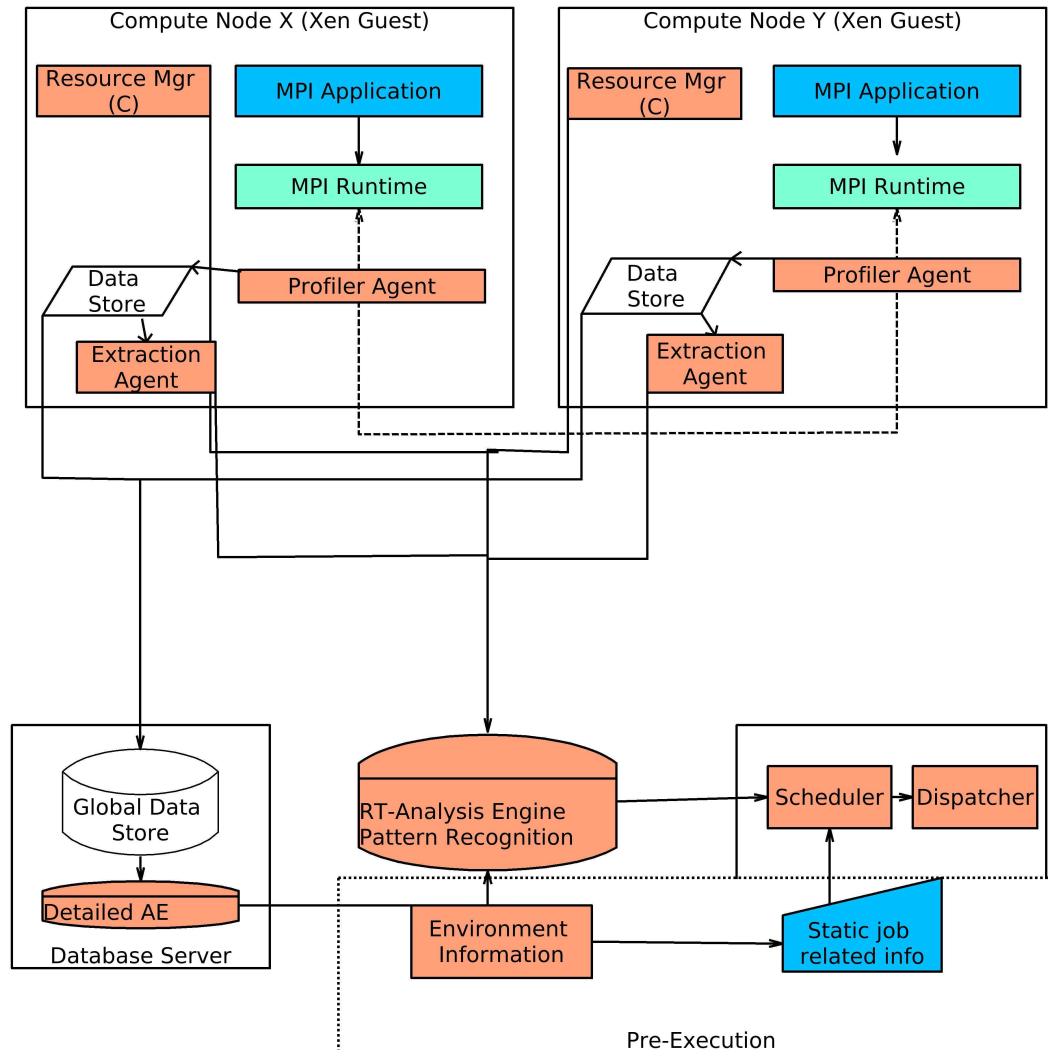 Compute Node X (Xen Guest)
Resource Mgr
(C)
MPI Application
MPI Runtime
Data
Store
Profiler Agent
Extraction
Agent
Compute Node Y (Xen Guest)
Resource Mgr
(C)
MPI Application
MPI Runtime
Data
Store
Profiler Agent
Extraction
Agent
Global Data
Store
Detailed AE
Database Server
RT-Analysis Engine
Pattern Recognition
Scheduler
Dispatcher
Environment
Information
Static job
related info
Pre-Execution